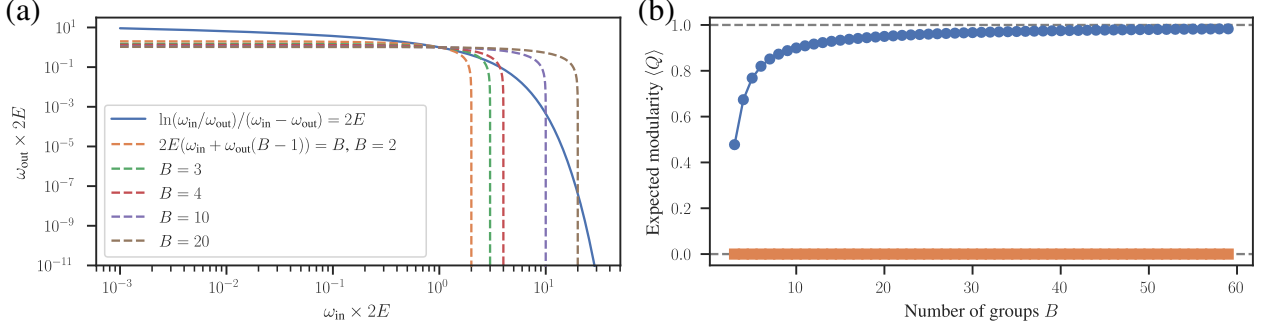 (a)
10^1
10^{-1}
10^{-3}
10^{-5}
10^{-7}
10^{-9}
10^{-11}
ω_out × 2E
ln(ω_in/ω_out)/(ω_in − ω_out) = 2E
2E(ω_in + ω_out(B − 1)) = B, B = 2
B = 3
B = 4
B = 10
B = 20
10^{-3}
10^{-2}
10^{-1}
10^0
10^1
ω_in × 2E
(b)
1.0
0.8
0.6
0.4
0.2
0.0
Expected modularity ⟨Q⟩
10
20
30
40
50
60
Number of groups B